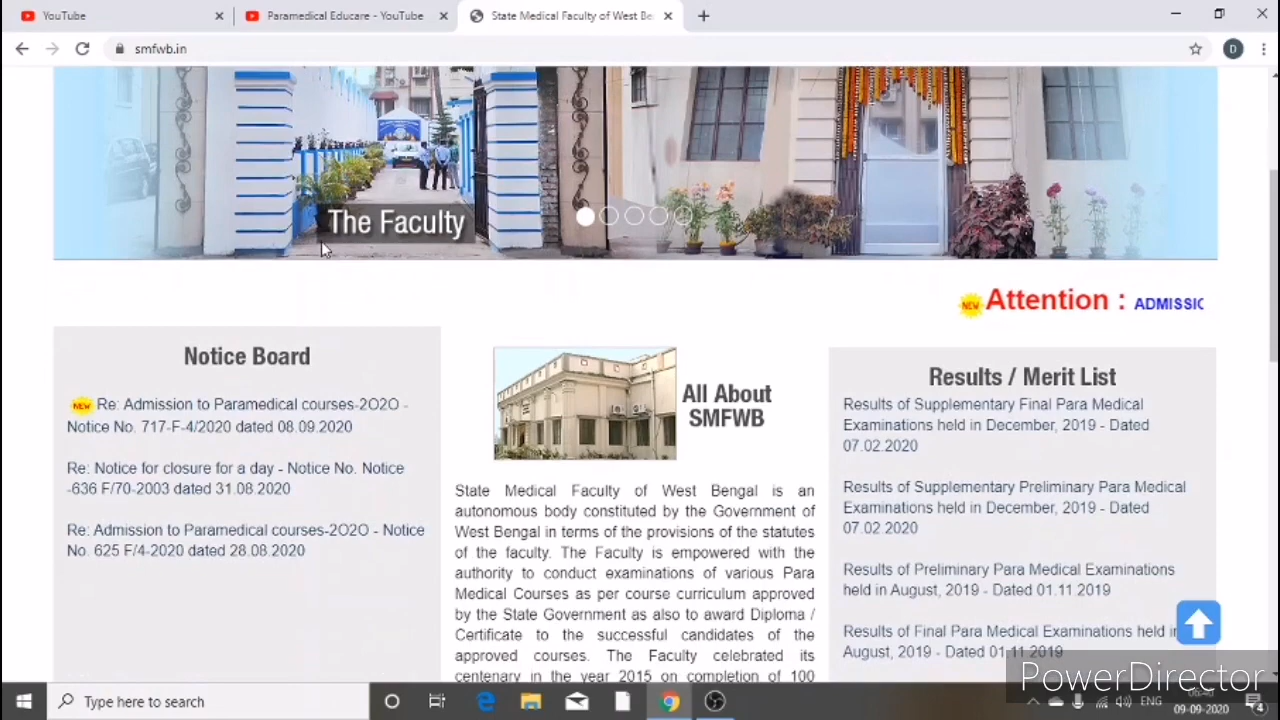 YouTube
Paramedical Educare - YouTube
State Medical Faculty of West Be
smfwb.in
D
The Faculty
NEW Attention : ADMISSIC
Notice Board
NEW Re: Admission to Paramedical courses-2O2O -
Notice No. 717-F-4/2020 dated 08.09.2020
Re: Notice for closure for a day - Notice No. Notice
-636 F/70-2003 dated 31.08.2020
Re: Admission to Paramedical courses-2O2O - Notice
No. 625 F/4-2020 dated 28.08.2020
All About
SMFWB
State Medical Faculty of West Bengal is an
autonomous body constituted by the Government of
West Bengal in terms of the provisions of the statutes
of the faculty. The Faculty is empowered with the
authority to conduct examinations of various Para
Medical Courses as per course curriculum approved
by the State Government as also to award Diploma /
Certificate to the successful candidates of the
approved courses. The Faculty celebrated its
centenary in the year 2015 on completion of 100
Results / Merit List
Results of Supplementary Final Para Medical
Examinations held in December, 2019 - Dated
07.02.2020
Results of Supplementary Preliminary Para Medical
Examinations held in December, 2019 - Dated
07.02.2020
Results of Preliminary Para Medical Examinations
held in August, 2019 - Dated 01.11.2019
Results of Final Para Medical Examinations held in
August, 2019 - Dated 01.11.2019
PowerDirector
Type here to search
ENG
09-09-2020
4